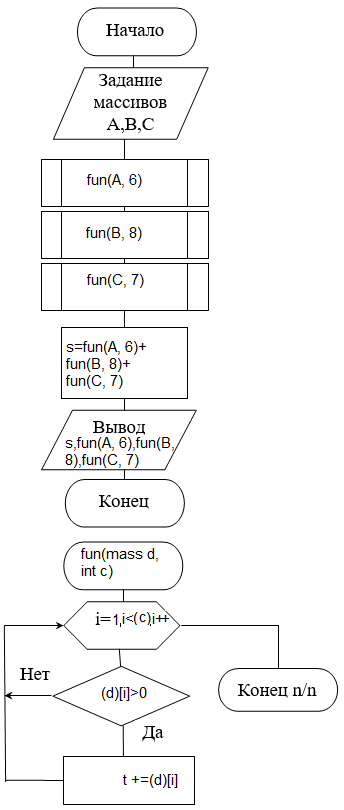 Начало
Задание
массивов
A,B,C
fun(A, 6)
fun(B, 8)
fun(C, 7)
s=fun(A, 6)+
fun(B, 8)+
fun(C, 7)
Вывод
s,fun(A, 6),fun(B,
8),fun(C, 7)
Конец
fun(mass d,
int c)
i=1,i<(c),i++
Нет
(d)[i]>0
Конец п/п
Да
t +=(d)[i]